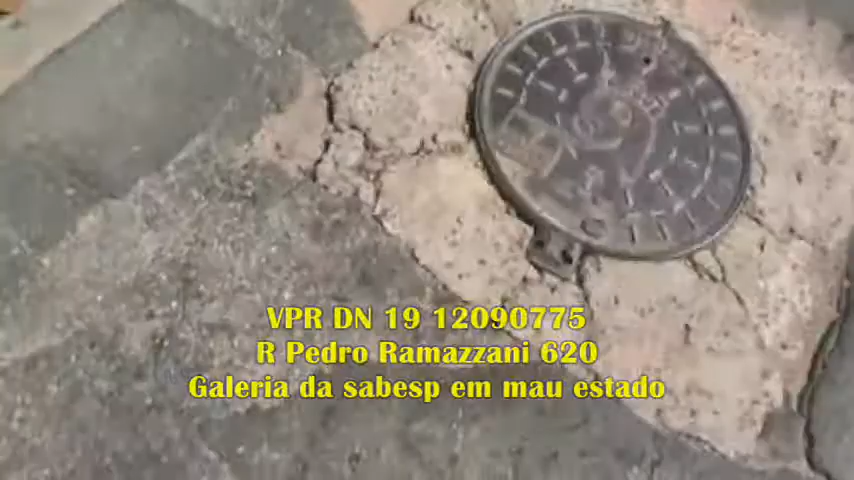 VPR DN 19 12090775
R Pedro Ramazzani 620
Galeria da sabesp em mau estado